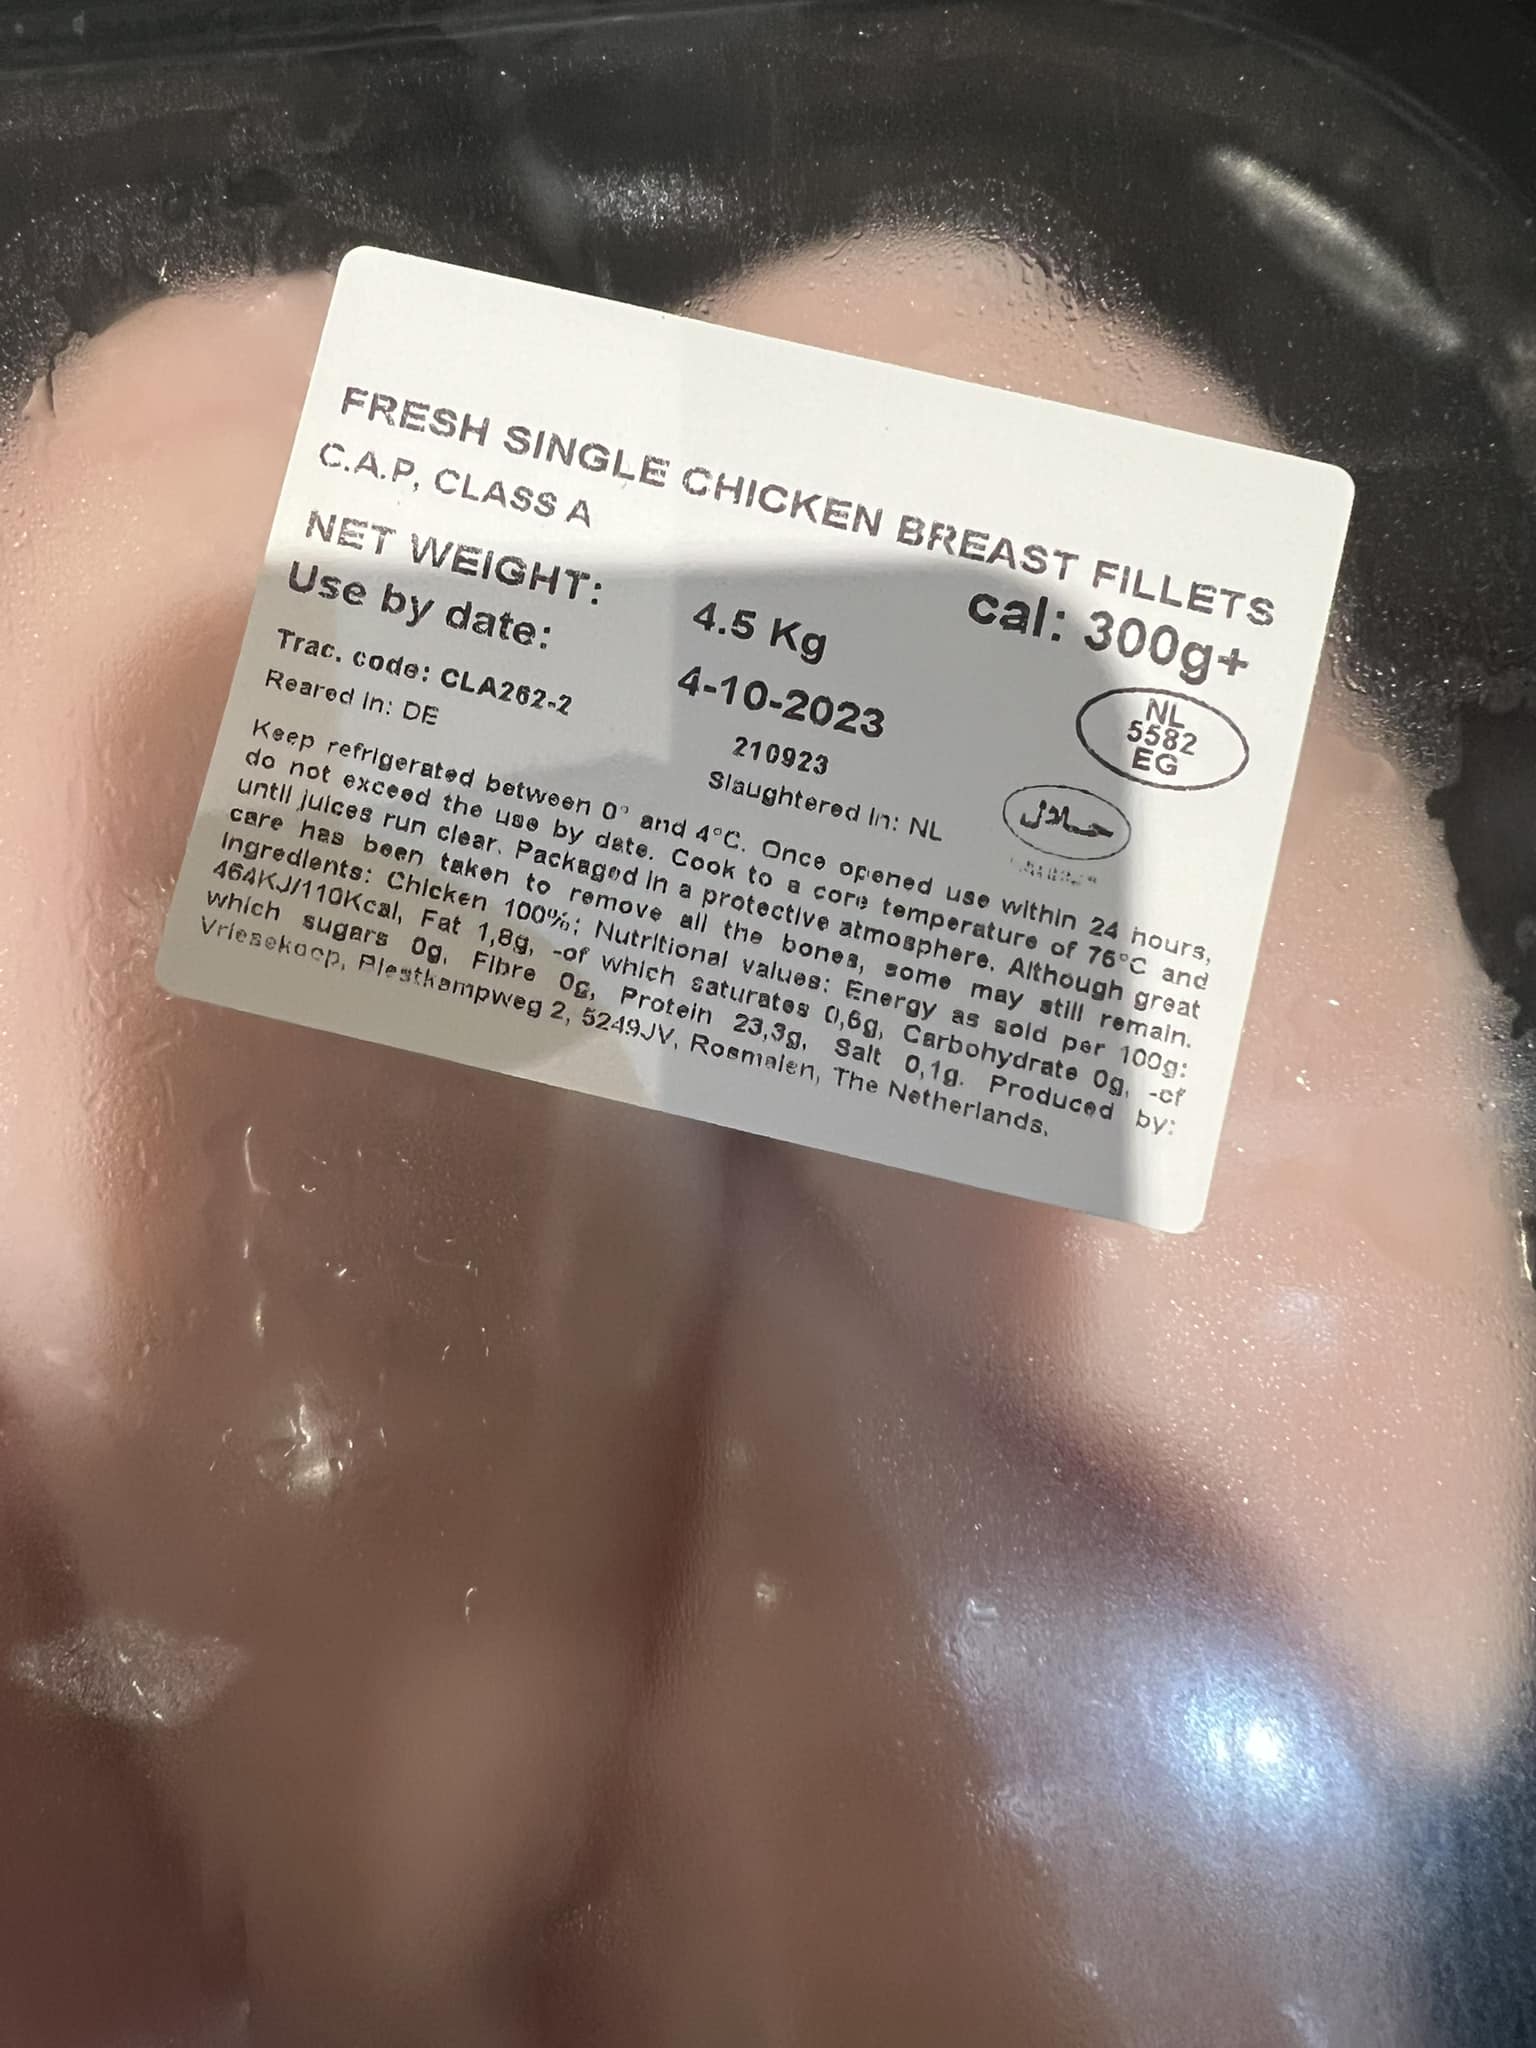 FRESH SINGLE CHICKEN BREAST FILLETS
C.A.P, CLASS A
cal: 300g+
NET WEIGHT: 4.5 Kg
Use by date: 4-10-2023
Trac. code: CLA262-2 210923
Reared in: DE Slaughtered in: NL
NL
5582
EG
حلال
Keep refrigerated between 0° and 4°C. Once opened use within 24 hours,
do not exceed the use by date. Cook to a core temperature of 75°C and
until juices run clear. Packaged in a protective atmosphere. Although great
care has been taken to remove all the bones, some may still remain.
Ingredients: Chicken 100%; Nutritional values: Energy as sold per 100g:
464KJ/110Kcal, Fat 1,8g, -of which saturates 0,6g, Carbohydrate 0g, -of
which sugars 0g, Fibre 0g, Protein 23,3g, Salt 0,1g. Produced by:
Vriesekoop, Plestkampweg 2, 5249JV, Rosmalen, The Netherlands.